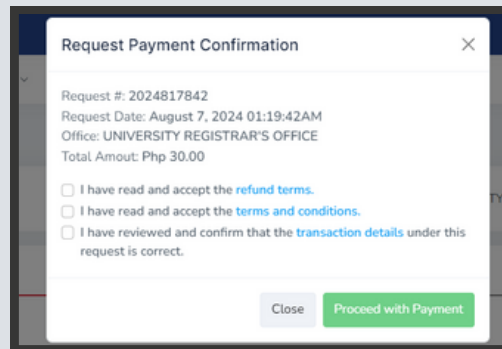 Request Payment Confirmation
Request #: 2024817842
Request Date: August 7, 2024 01:19:42AM
Office: UNIVERSITY REGISTRAR'S OFFICE
Total Amout: Php 30.00
I have read and accept the refund terms.
I have read and accept the terms and conditions.
I have reviewed and confirm that the transaction details under this
request is correct.
Close
Proceed with Payment